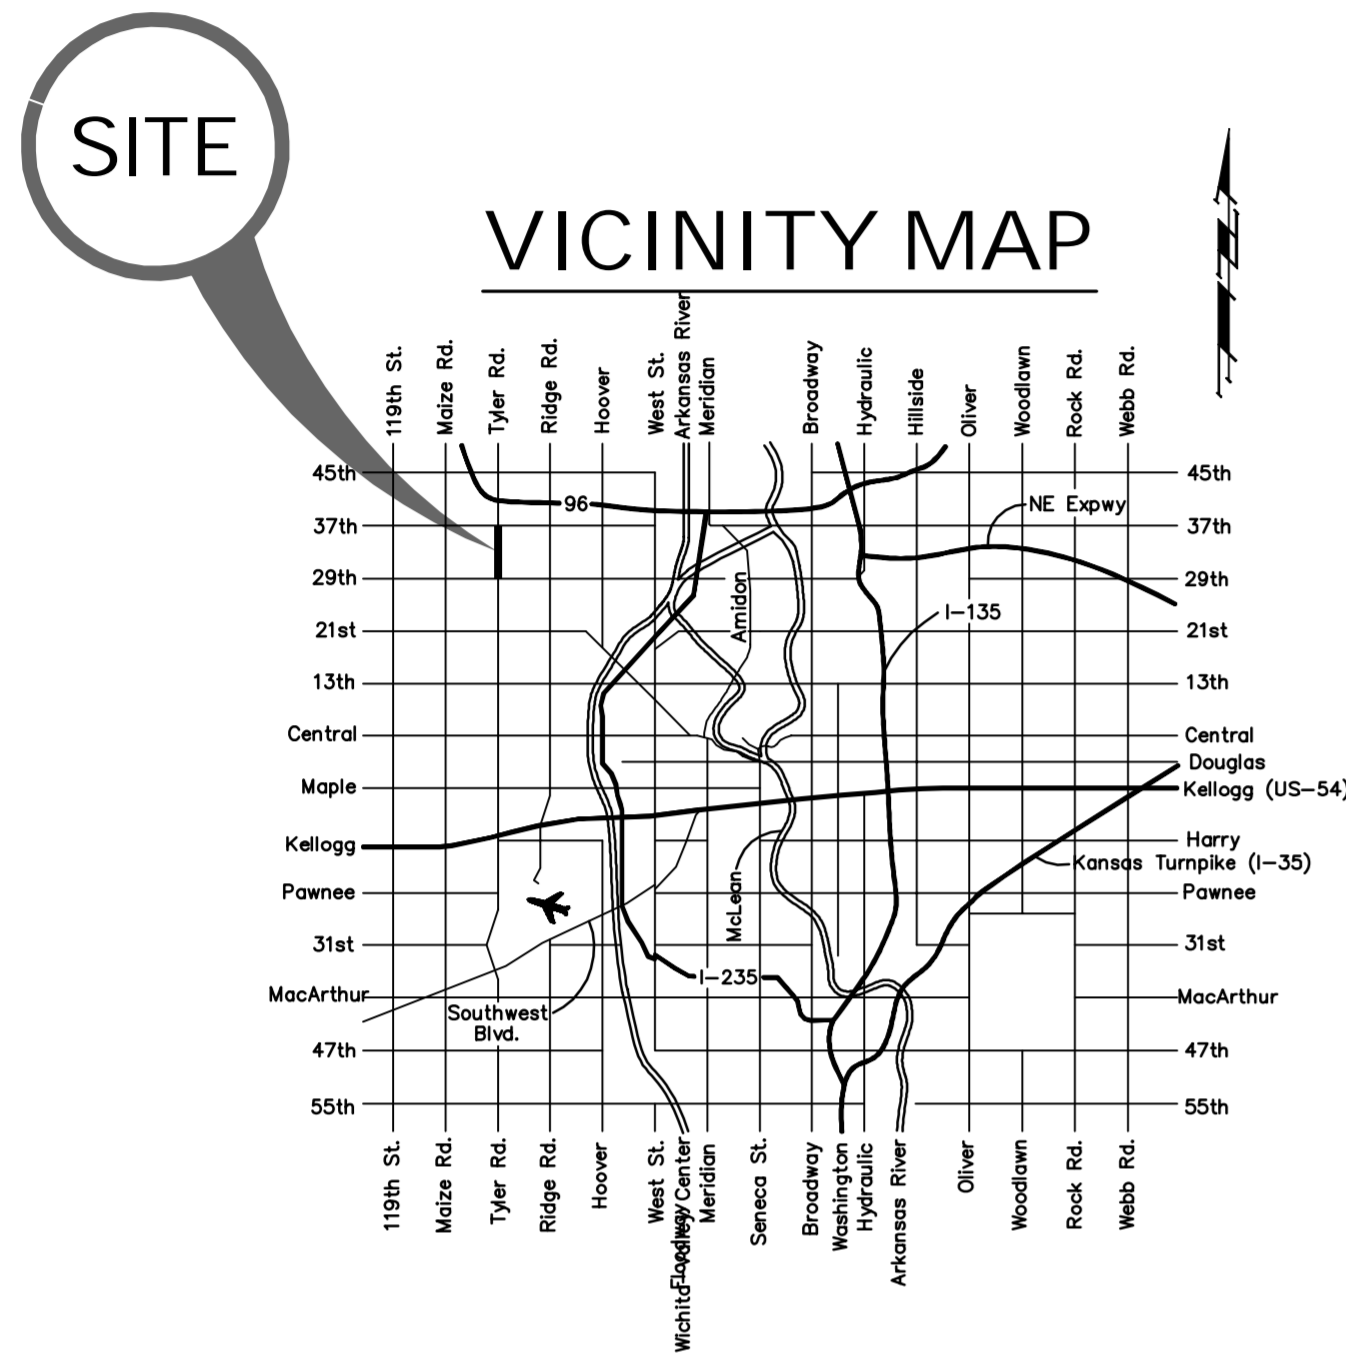 SITE
VICINITY MAP
119th St.
Maize Rd.
Tyler Rd.
Ridge Rd.
Hoover
West St.
Arkansas River
Meridian
Broadway
Hydraulic
Hillside
Oliver
Woodlawn
Rock Rd.
Webb Rd.
45th
45th
96
NE Expwy
37th
37th
29th
29th
Amidon
I-135
21st
21st
13th
13th
Central
Central
Douglas
Maple
Kellogg (US-54)
Kellogg
Harry
Kansas Turnpike (I-35)
Pawnee
Pawnee
McLean
31st
31st
I-235
MacArthur
MacArthur
Southwest
Blvd.
47th
47th
55th
55th
119th St.
Maize Rd.
Tyler Rd.
Ridge Rd.
Hoover
West St.
Wichita-Valley Center
Floodway
Meridian
Seneca St.
Broadway
Washington
Hydraulic
Arkansas River
Oliver
Woodlawn
Rock Rd.
Webb Rd.